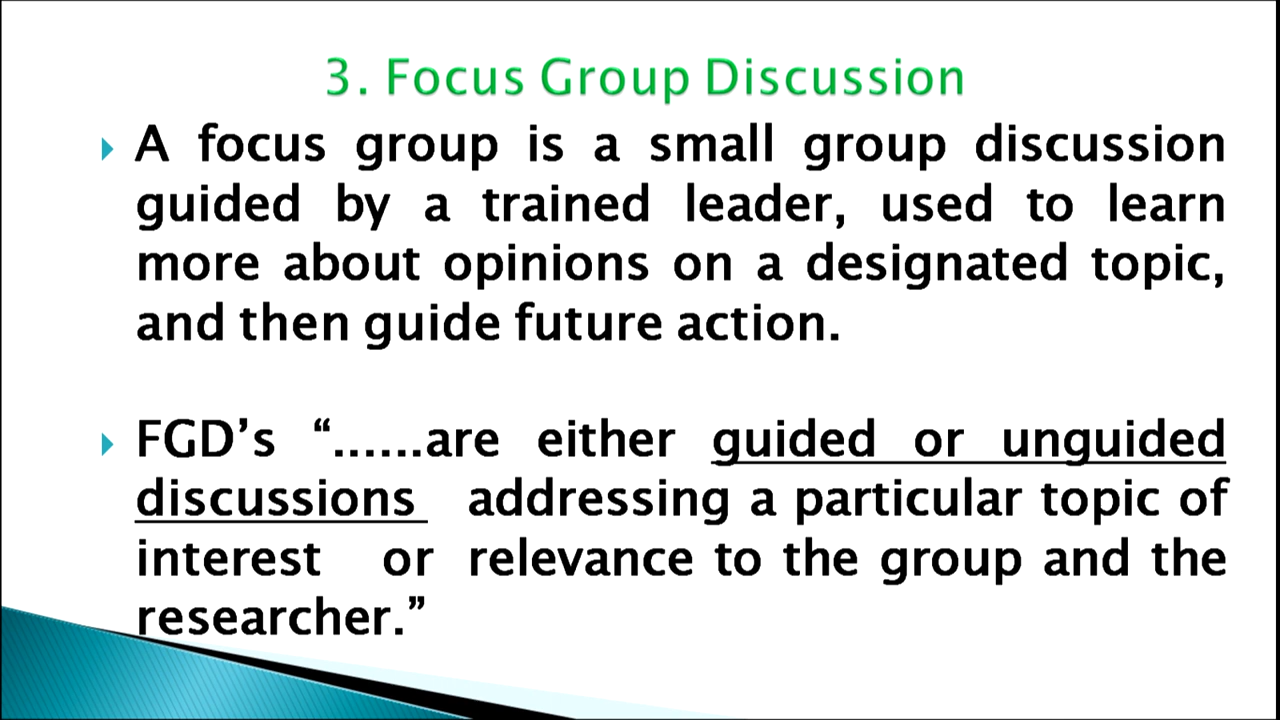 3. Focus Group Discussion
A focus group is a small group discussion
guided by a trained leader, used to learn
more about opinions on a designated topic,
and then guide future action.
FGD’s “......are either guided or unguided
discussions addressing a particular topic of
interest or relevance to the group and the
researcher.”